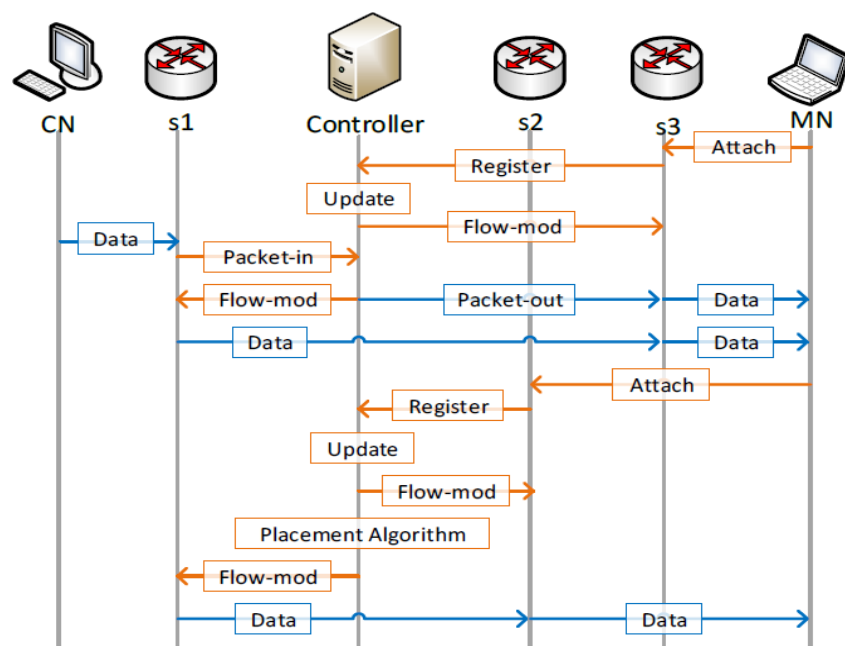 CN
s1
Controller
s2
s3
MN
Attach
Register
Update
Flow-mod
Data
Packet-in
Flow-mod
Packet-out
Data
Data
Data
Attach
Register
Update
Flow-mod
Placement Algorithm
Flow-mod
Data
Data